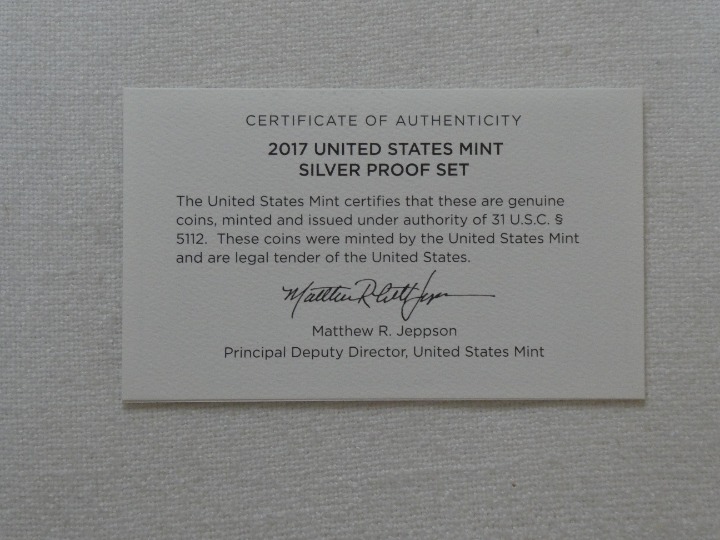 CERTIFICATE OF AUTHENTICITY
2017 UNITED STATES MINT
SILVER PROOF SET
The United States Mint certifies that these are genuine
coins, minted and issued under authority of 31 U.S.C. §
5112.  These coins were minted by the United States Mint
and are legal tender of the United States.
Matthew R. Jeppson
Principal Deputy Director, United States Mint